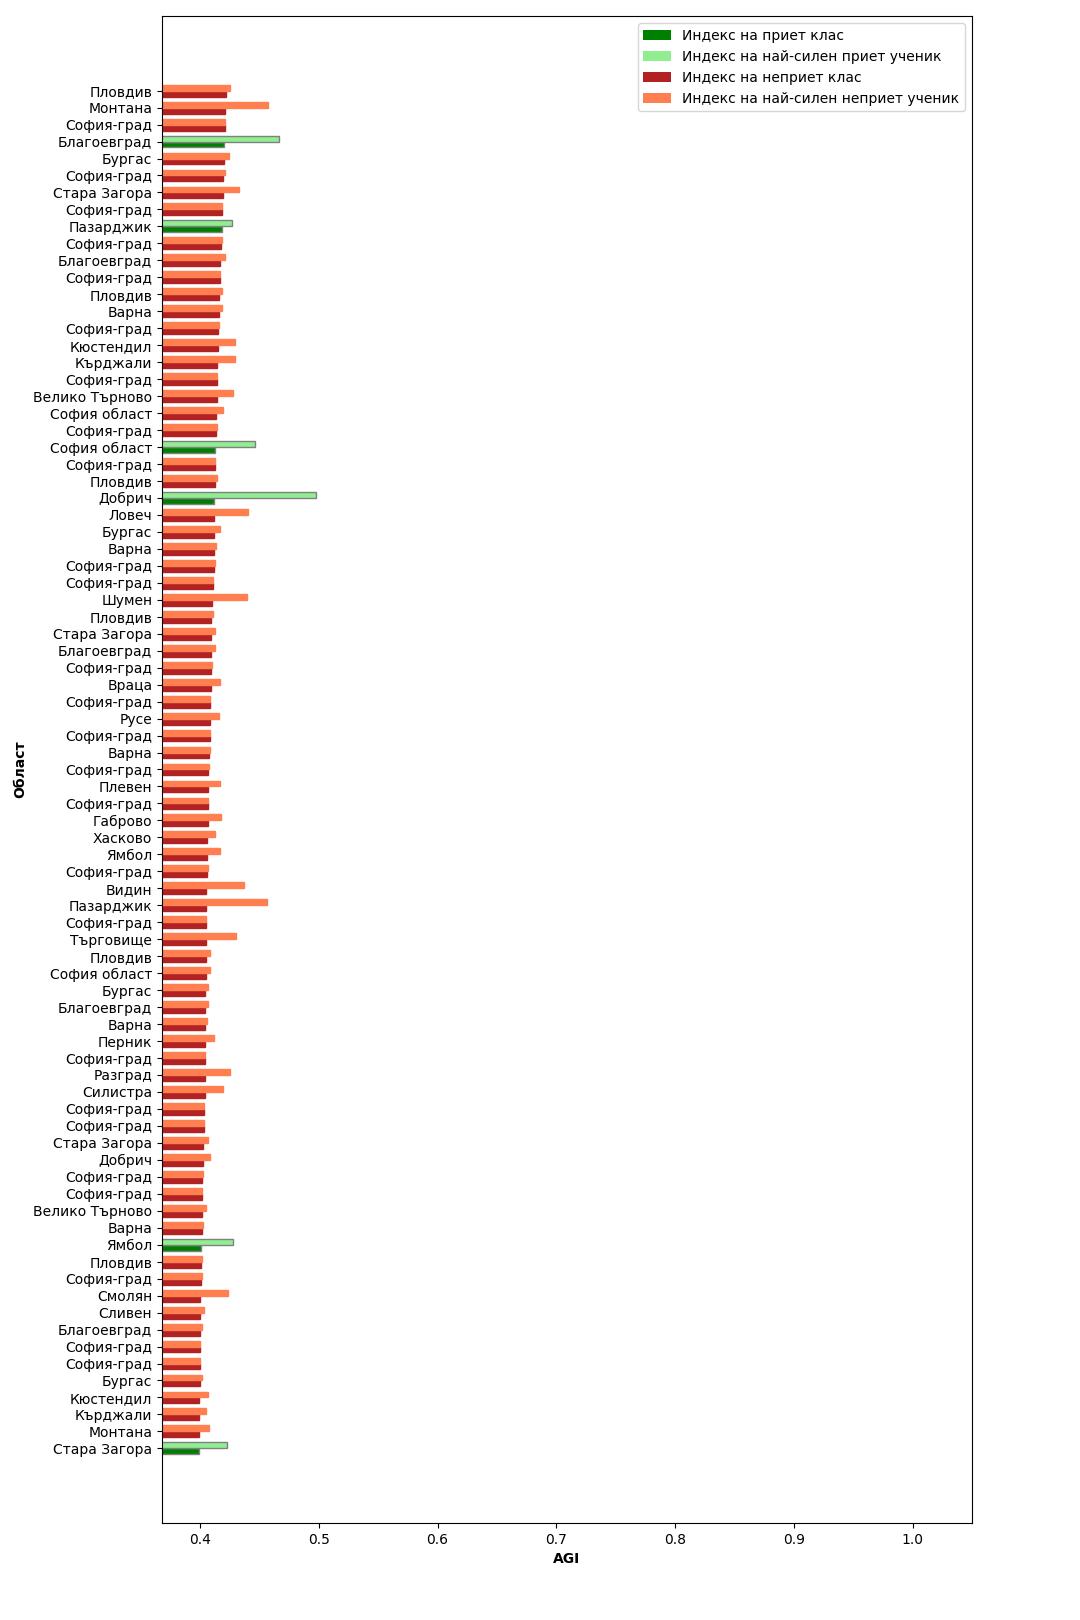 Индекс на приет клас
Индекс на най-силен приет ученик
Индекс на неприет клас
Индекс на най-силен неприет ученик
Пловдив
Монтана
София-град
Благоевград
Бургас
София-град
Стара Загора
София-град
Пазарджик
София-град
Благоевград
София-град
Пловдив
Варна
София-град
Кюстендил
Кърджали
София-град
Велико Търново
София област
София-град
София област
София-град
Пловдив
Добрич
Ловеч
Бургас
Варна
София-град
София-град
Шумен
Пловдив
Стара Загора
Благоевград
София-град
Враца
София-град
Русе
София-град
Варна
София-град
Плевен
София-град
Габрово
Хасково
Ямбол
София-град
Видин
Пазарджик
София-град
Търговище
Пловдив
София област
Бургас
Благоевград
Варна
Перник
София-град
Разград
Силистра
София-град
София-град
Стара Загора
Добрич
София-град
София-град
Велико Търново
Варна
Ямбол
Пловдив
София-град
Смолян
Сливен
Благоевград
София-град
София-град
Бургас
Кюстендил
Кърджали
Монтана
Стара Загора
Област
0.4 0.5 0.6 0.7 0.8 0.9 1.0
AGI